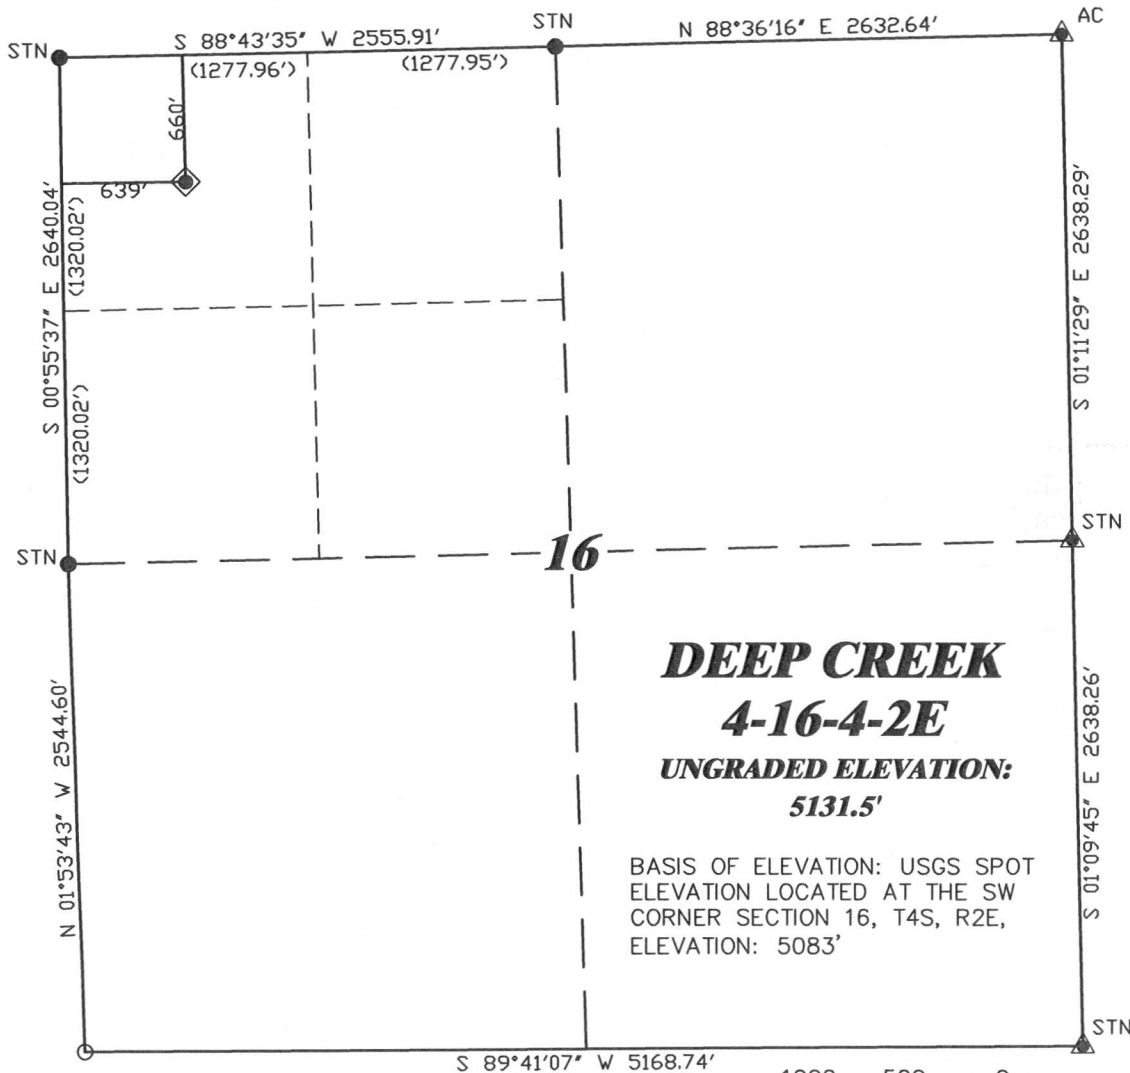 STN
AC
STN
S 88°43'35" W 2555.91'
N 88°36'16" E 2632.64'
(1277.96')
(1277.95')
660'
639'
S 00°55'37" E 2640.04'
(1320.02')
(1320.02')
S 01°11'29" E 2638.29'
STN
STN
16
DEEP CREEK
4-16-4-2E
UNGRADED ELEVATION:
5131.5'
BASIS OF ELEVATION: USGS SPOT
ELEVATION LOCATED AT THE SW
CORNER SECTION 16, T4S, R2E,
ELEVATION: 5083'
N 01°53'43" W 2544.60'
S 01°09'45" E 2638.26'
STN
S 89°41'07" W 5168.74'